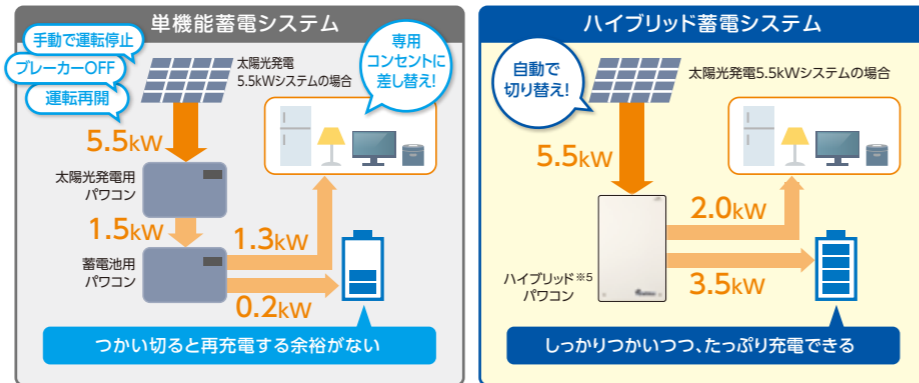 単機能蓄電システム
手動で運転停止
ブレーカーOFF
運転再開
太陽光発電
5.5kWシステムの場合
専用
コンセントに
差し替え!
5.5kW
太陽光発電用
パワコン
1.5kW
1.3kW
蓄電池用
パワコン
0.2kW
つかい切ると再充電する余裕がない
ハイブリッド蓄電システム
自動で
切り替え!
太陽光発電5.5kWシステムの場合
5.5kW
2.0kW
ハイブリッド※5
パワコン
3.5kW
しっかりつかいつつ、たっぷり充電できる